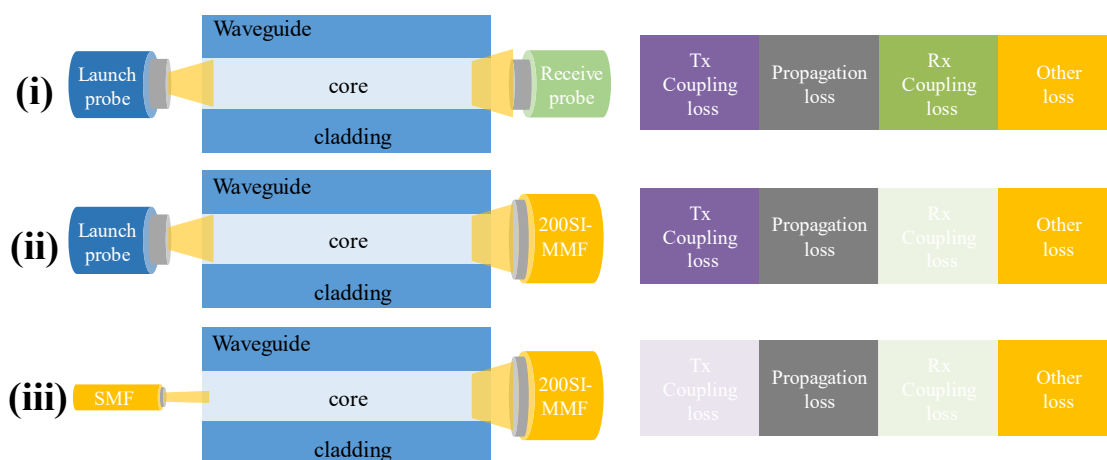 (i)
Launch
probe
Waveguide
core
cladding
Receive
probe
Tx
Coupling
loss
Propagation
loss
Rx
Coupling
loss
Other
loss
(ii)
Launch
probe
Waveguide
core
cladding
200SI-
MMF
Tx
Coupling
loss
Propagation
loss
Rx
Coupling
loss
Other
loss
(iii)
SMF
Waveguide
core
cladding
200SI-
MMF
Tx
Coupling
loss
Propagation
loss
Rx
Coupling
loss
Other
loss